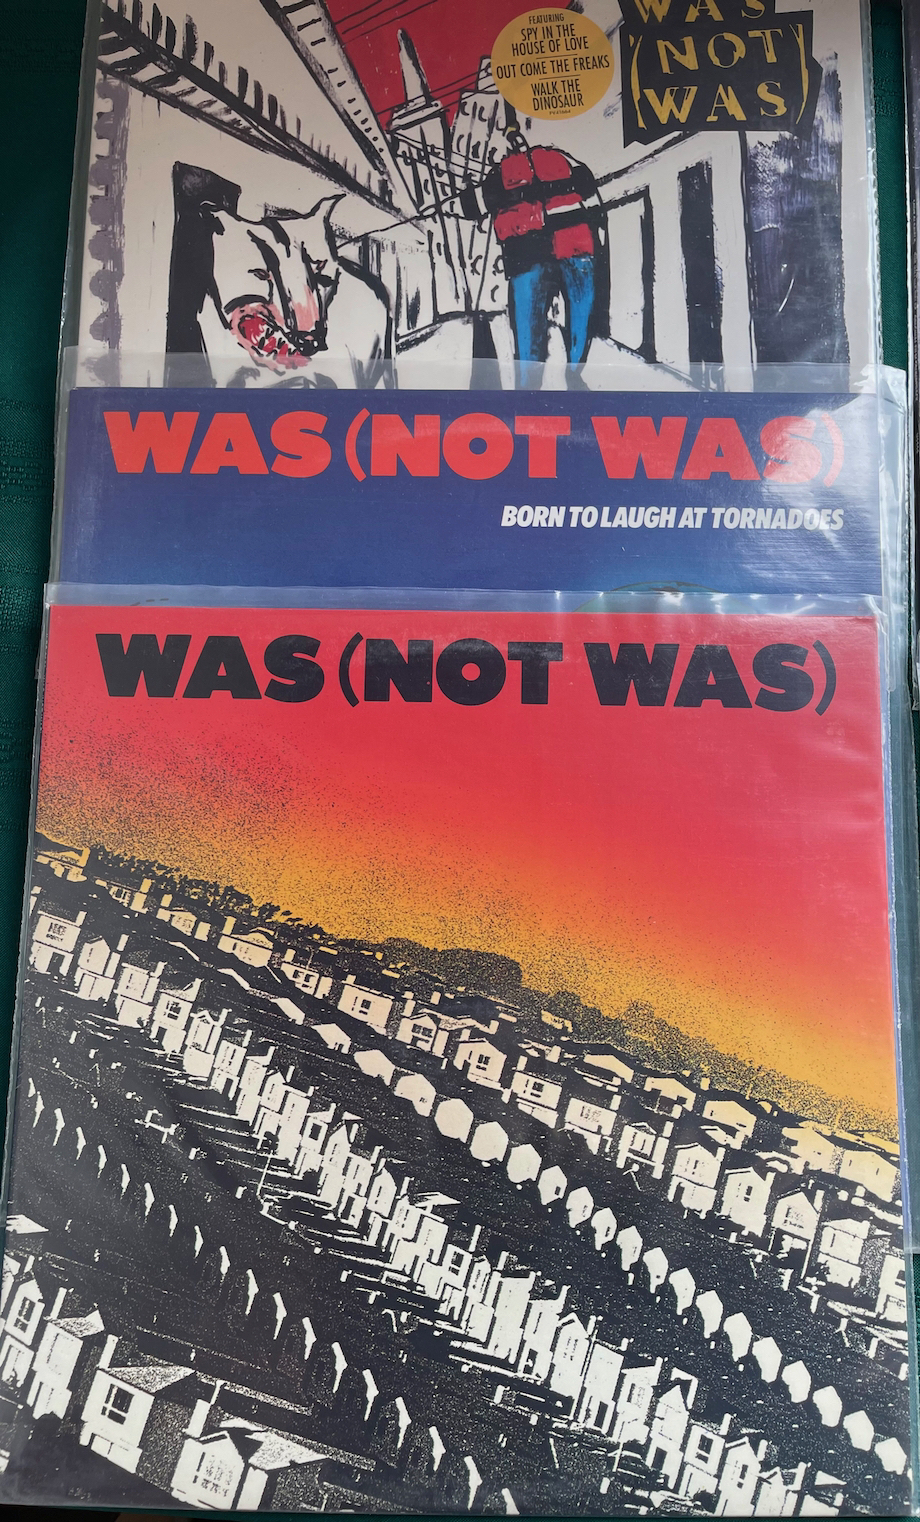 FEATURING
SPY IN THE
HOUSE OF LOVE
OUT COME THE FREAKS
WALK THE
DINOSAUR
WAS
(NOT
WAS)
WAS (NOT WAS)
BORN TO LAUGH AT TORNADOES
WAS (NOT WAS)